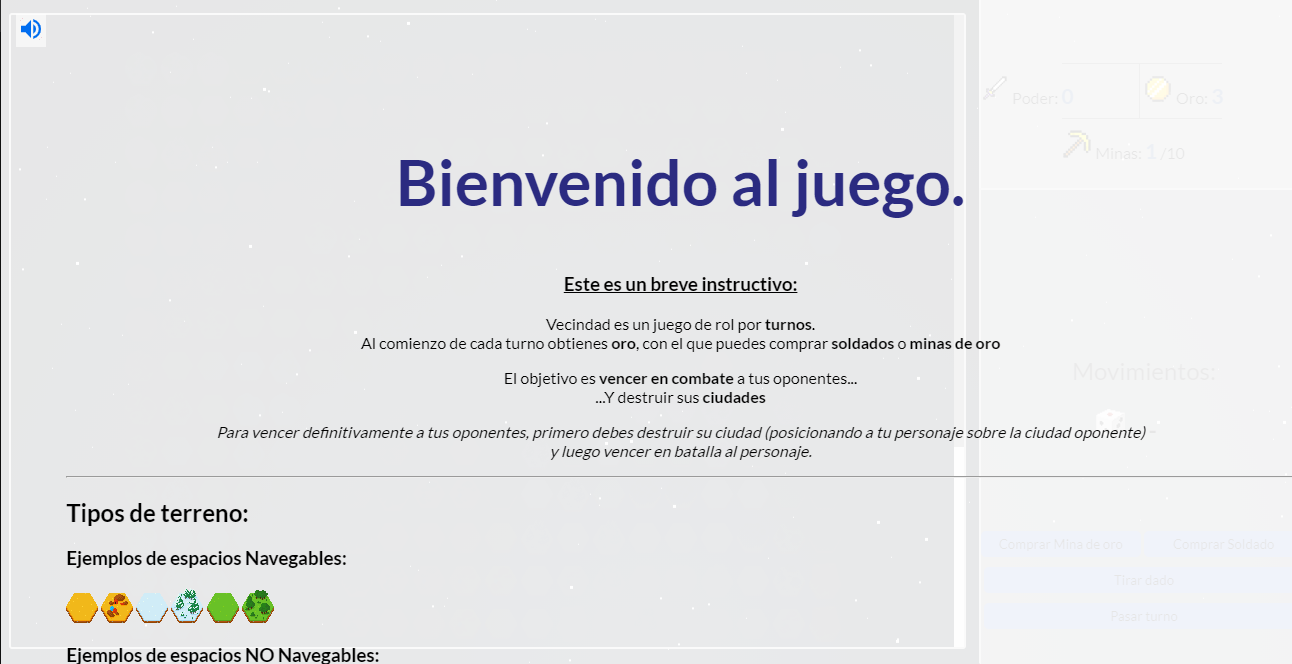 Bienvenido al juego.
Este es un breve instructivo:
Vecindad es un juego de rol por turnos.
Al comienzo de cada turno obtienes oro, con el que puedes comprar soldados o minas de oro
El objetivo es vencer en combate a tus oponentes...
...Y destruir sus ciudades
Para vencer definitivamente a tus oponentes, primero debes destruir su ciudad (posicionando a tu personaje sobre la ciudad oponente)
y luego vencer en batalla al personaje.
Tipos de terreno:
Ejemplos de espacios Navegables:
Ejemplos de espacios NO Navegables:
Poder: 0
Oro: 3
Minas: 1 /10
Movimientos:
-
Comprar Mina de oro
Comprar Soldado
Tirar dado
Pasar turno